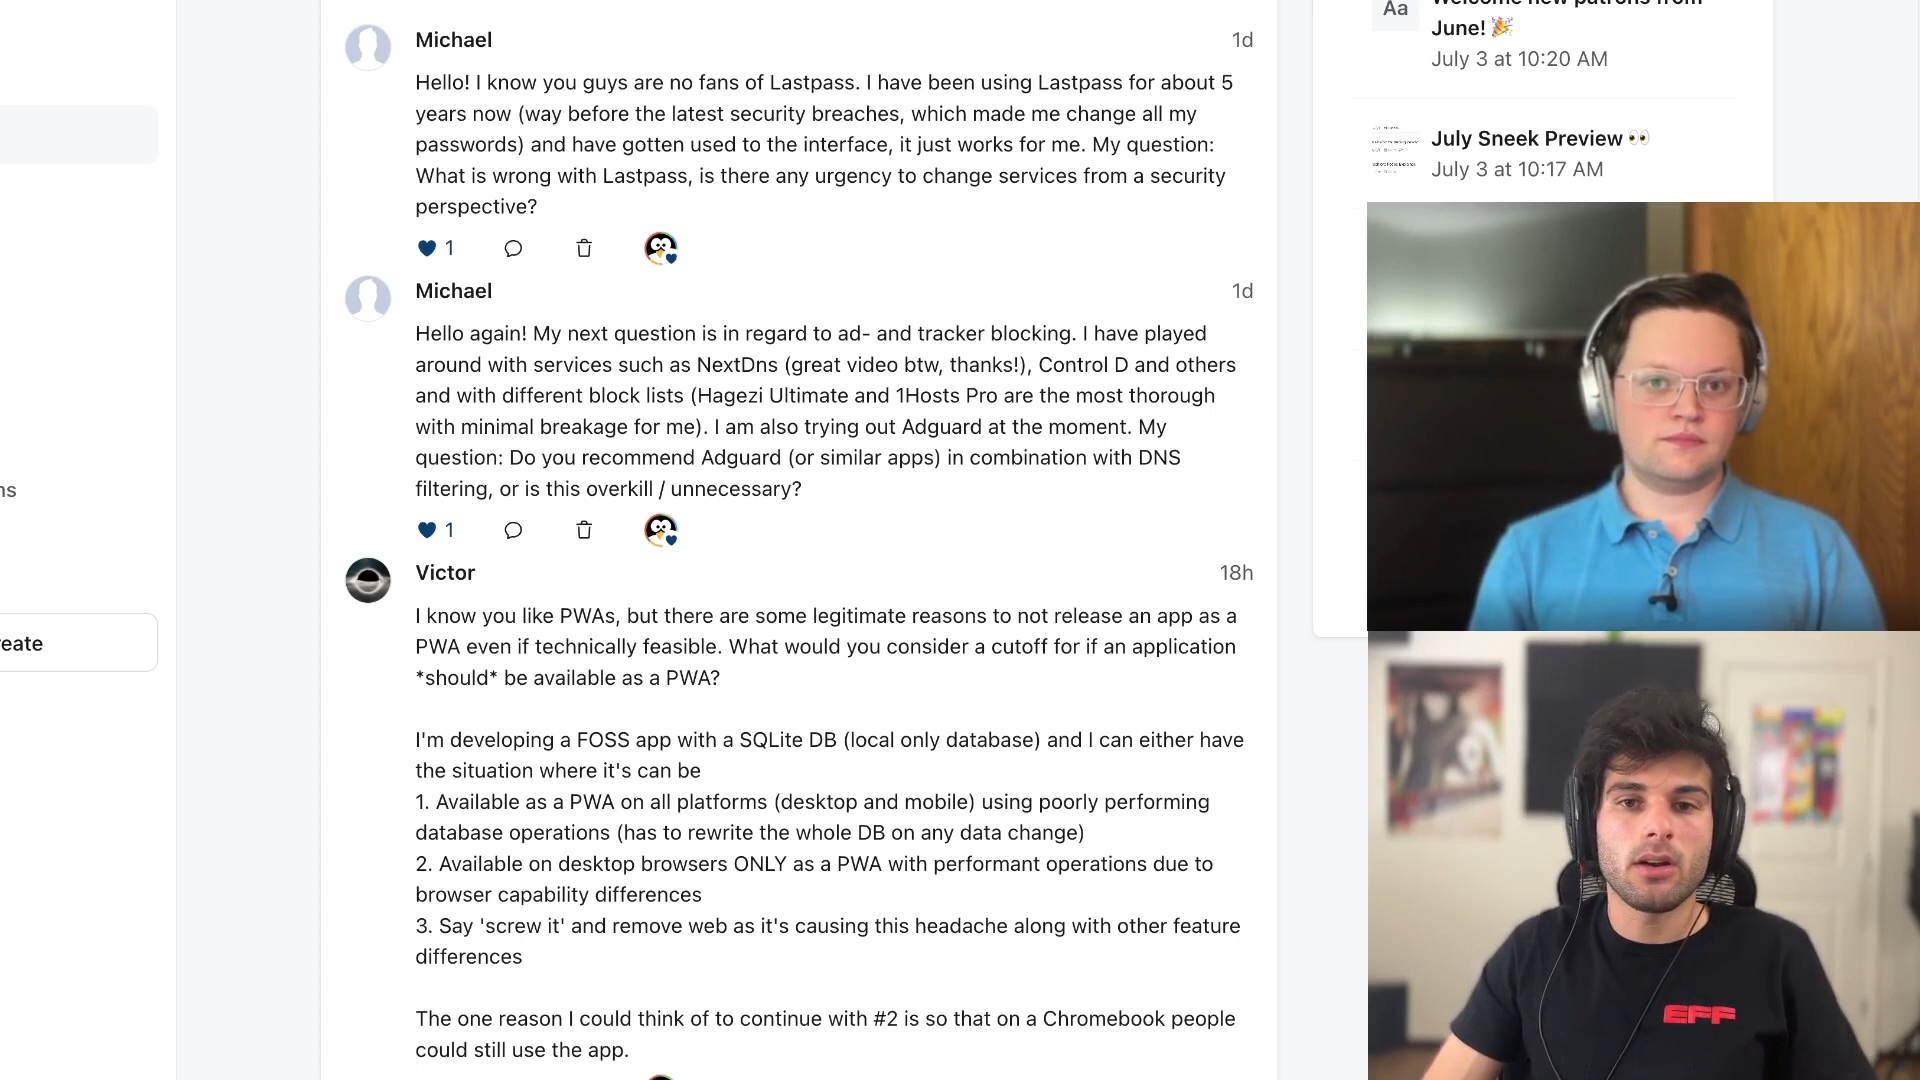 Michael
1d
Hello! I know you guys are no fans of Lastpass. I have been using Lastpass for about 5
years now (way before the latest security breaches, which made me change all my
passwords) and have gotten used to the interface, it just works for me. My question:
What is wrong with Lastpass, is there any urgency to change services from a security
perspective?
1
Michael
1d
Hello again! My next question is in regard to ad- and tracker blocking. I have played
around with services such as NextDns (great video btw, thanks!), Control D and others
and with different block lists (Hagezi Ultimate and 1Hosts Pro are the most thorough
with minimal breakage for me). I am also trying out Adguard at the moment. My
question: Do you recommend Adguard (or similar apps) in combination with DNS
filtering, or is this overkill / unnecessary?
1
Victor
18h
I know you like PWAs, but there are some legitimate reasons to not release an app as a
PWA even if technically feasible. What would you consider a cutoff for if an application
*should* be available as a PWA?
I'm developing a FOSS app with a SQLite DB (local only database) and I can either have
the situation where it's can be
1. Available as a PWA on all platforms (desktop and mobile) using poorly performing
database operations (has to rewrite the whole DB on any data change)
2. Available on desktop browsers ONLY as a PWA with performant operations due to
browser capability differences
3. Say 'screw it' and remove web as it's causing this headache along with other feature
differences
The one reason I could think of to continue with #2 is so that on a Chromebook people
could still use the app.
ns
reate
Aa
Welcome new patrons from
June! 🎉
July 3 at 10:20 AM
July Sneek Preview 👀
July 3 at 10:17 AM
EFF